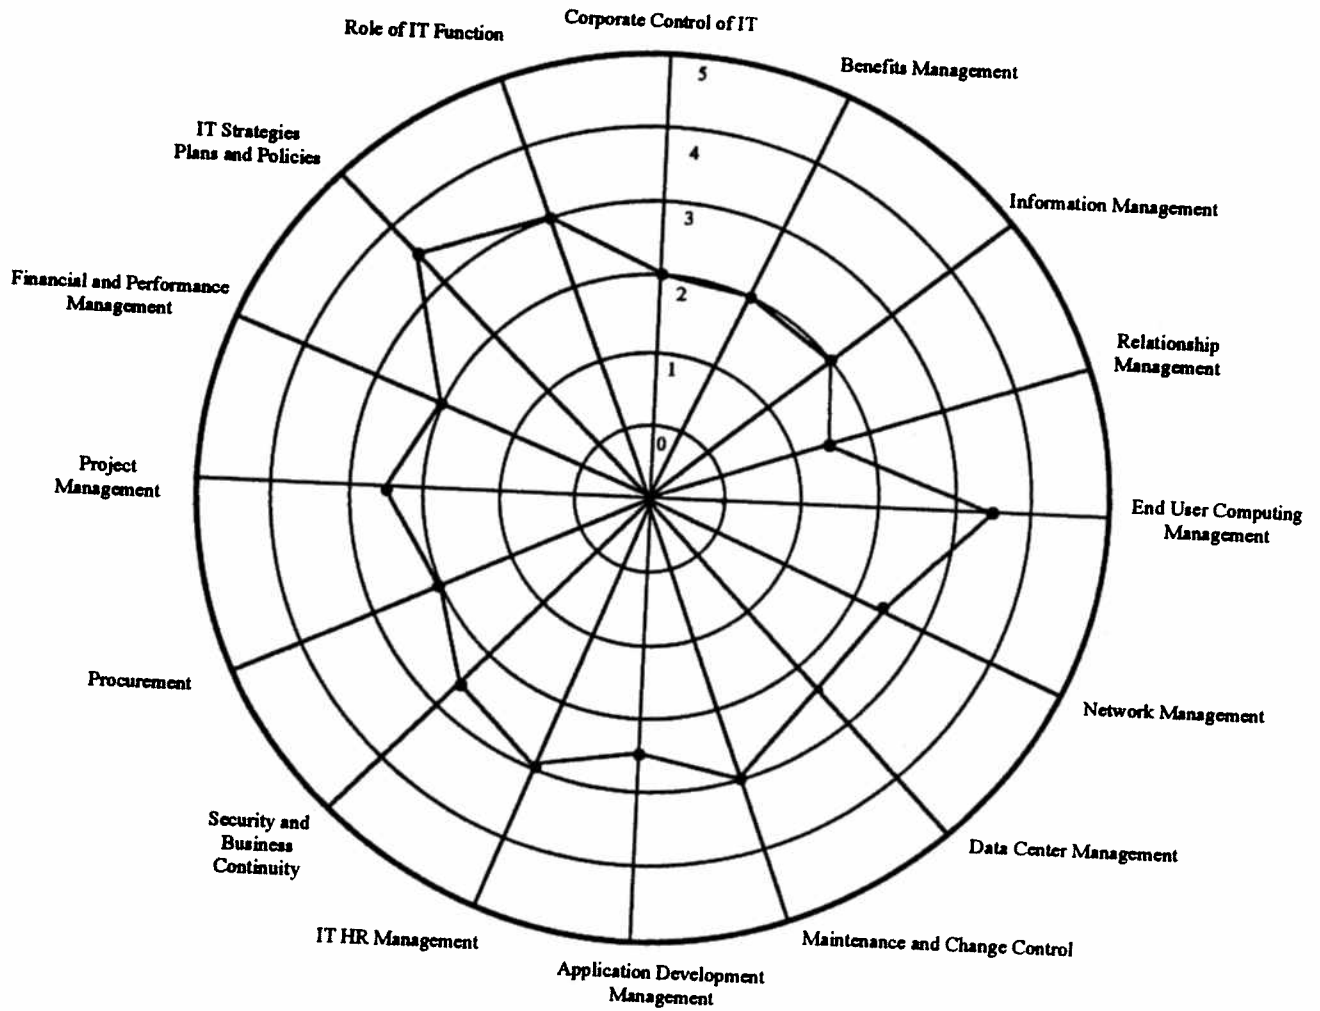 Corporate Control of IT
Role of IT Function
Benefits Management
5
IT Strategies
Plans and Policies
4
Information Management
3
Financial and Performance
Management
2
Relationship
Management
1
0
Project
Management
End User Computing
Management
Procurement
Network Management
Security and
Business
Continuity
Data Center Management
IT HR Management
Maintenance and Change Control
Application Development
Management